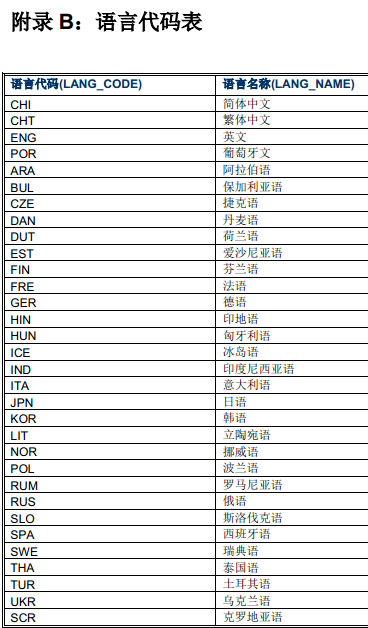 附录 B：语言代码表
语言代码(LANG_CODE) 语言名称(LANG_NAME)
CHI 简体中文
CHT 繁体中文
ENG 英文
POR 葡萄牙文
ARA 阿拉伯语
BUL 保加利亚语
CZE 捷克语
DAN 丹麦语
DUT 荷兰语
EST 爱沙尼亚语
FIN 芬兰语
FRE 法语
GER 德语
HIN 印地语
HUN 匈牙利语
ICE 冰岛语
IND 印度尼西亚语
ITA 意大利语
JPN 日语
KOR 韩语
LIT 立陶宛语
NOR 挪威语
POL 波兰语
RUM 罗马尼亚语
RUS 俄语
SLO 斯洛伐克语
SPA 西班牙语
SWE 瑞典语
THA 泰国语
TUR 土耳其语
UKR 乌克兰语
SCR 克罗地亚语